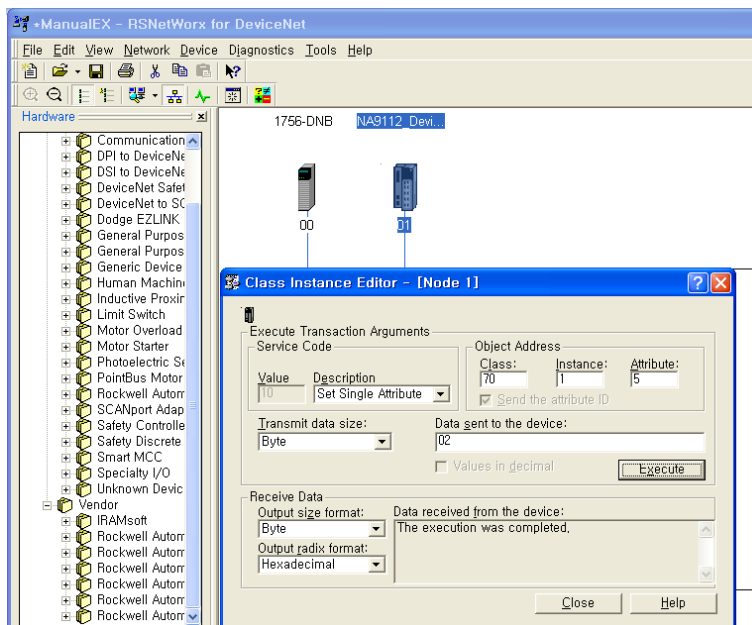 *ManualEX - RSNetWorx for DeviceNet
File Edit View Network Device Diagnostics Tools Help
Hardware
Communication
DPI to DeviceNe
DSI to DeviceNe
DeviceNet Safet
DeviceNet to SC
Dodge EZLINK
General Purpos
General Purpos
Generic Device
Human Machin
Inductive Proxir
Limit Switch
Motor Overload
Motor Starter
Photoelectric Se
PointBus Motor
Rockwell Autom
SCANport Adap
Safety Controlle
Safety Discrete
Smart MCC
Specialty I/O
Unknown Devic
Vendor
IRAMsoft
Rockwell Autom
Rockwell Autom
Rockwell Autom
Rockwell Autom
Rockwell Autom
Rockwell Autom
1756-DNB NA9112_Devi...
00 01
Class Instance Editor - [Node 1]
Execute Transaction Arguments
Service Code
Value Description
10 Set Single Attribute
Object Address
Class: Instance: Attribute:
70 1 5
Send the attribute ID
Transmit data size:
Byte
Data sent to the device:
02
Values in decimal
Execute
Receive Data
Output size format:
Byte
Output radix format:
Hexadecimal
Data received from the device:
The execution was completed.
Close Help